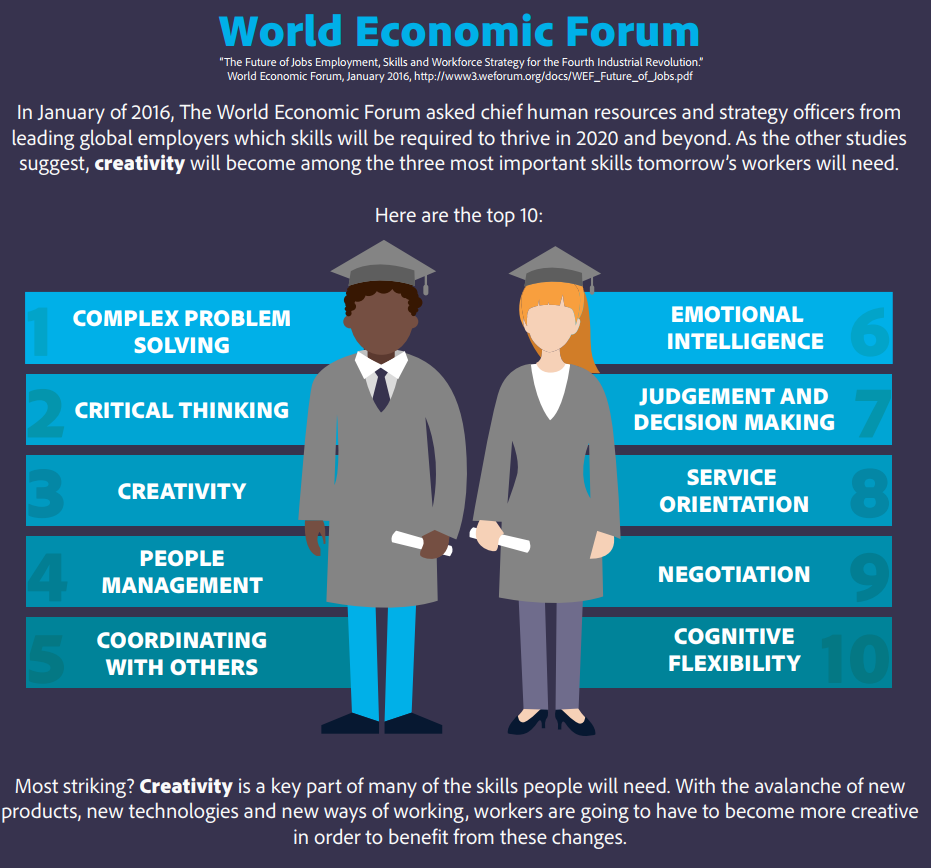 World Economic Forum
"The Future of Jobs Employment, Skills and Workforce Strategy for the Fourth Industrial Revolution."
World Economic Forum, January 2016, http://www3.weforum.org/docs/WEF_Future_of_Jobs.pdf
In January of 2016, The World Economic Forum asked chief human resources and strategy officers from
leading global employers which skills will be required to thrive in 2020 and beyond. As the other studies
suggest, creativity will become among the three most important skills tomorrow's workers will need.
Here are the top 10:
1 COMPLEX PROBLEM
SOLVING
2 CRITICAL THINKING
3 CREATIVITY
4 PEOPLE
MANAGEMENT
5 COORDINATING
WITH OTHERS
EMOTIONAL
INTELLIGENCE 6
JUDGEMENT AND
DECISION MAKING 7
SERVICE
ORIENTATION 8
NEGOTIATION 9
COGNITIVE
FLEXIBILITY 10
Most striking? Creativity is a key part of many of the skills people will need. With the avalanche of new
products, new technologies and new ways of working, workers are going to have to become more creative
in order to benefit from these changes.